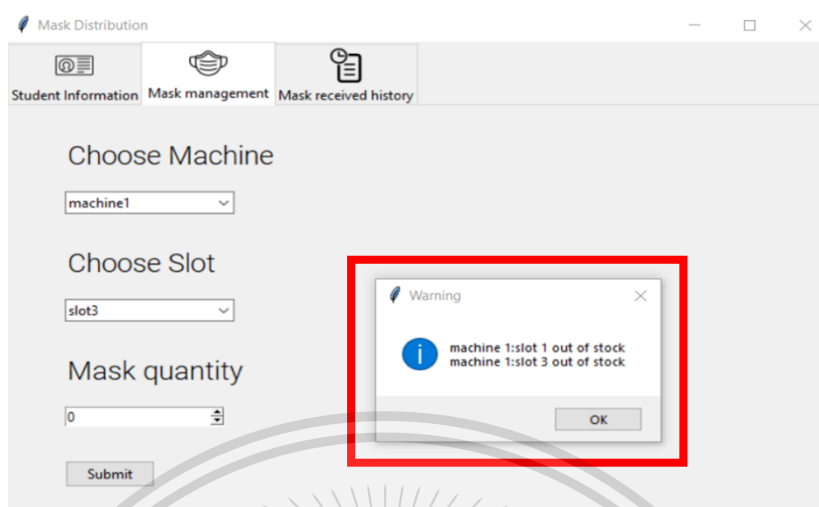 Mask Distribution
Student Information Mask management Mask received history
Choose Machine
machine1
Choose Slot
slot3
Mask quantity
0
Submit
Warning
machine 1:slot 1 out of stock
machine 1:slot 3 out of stock
OK